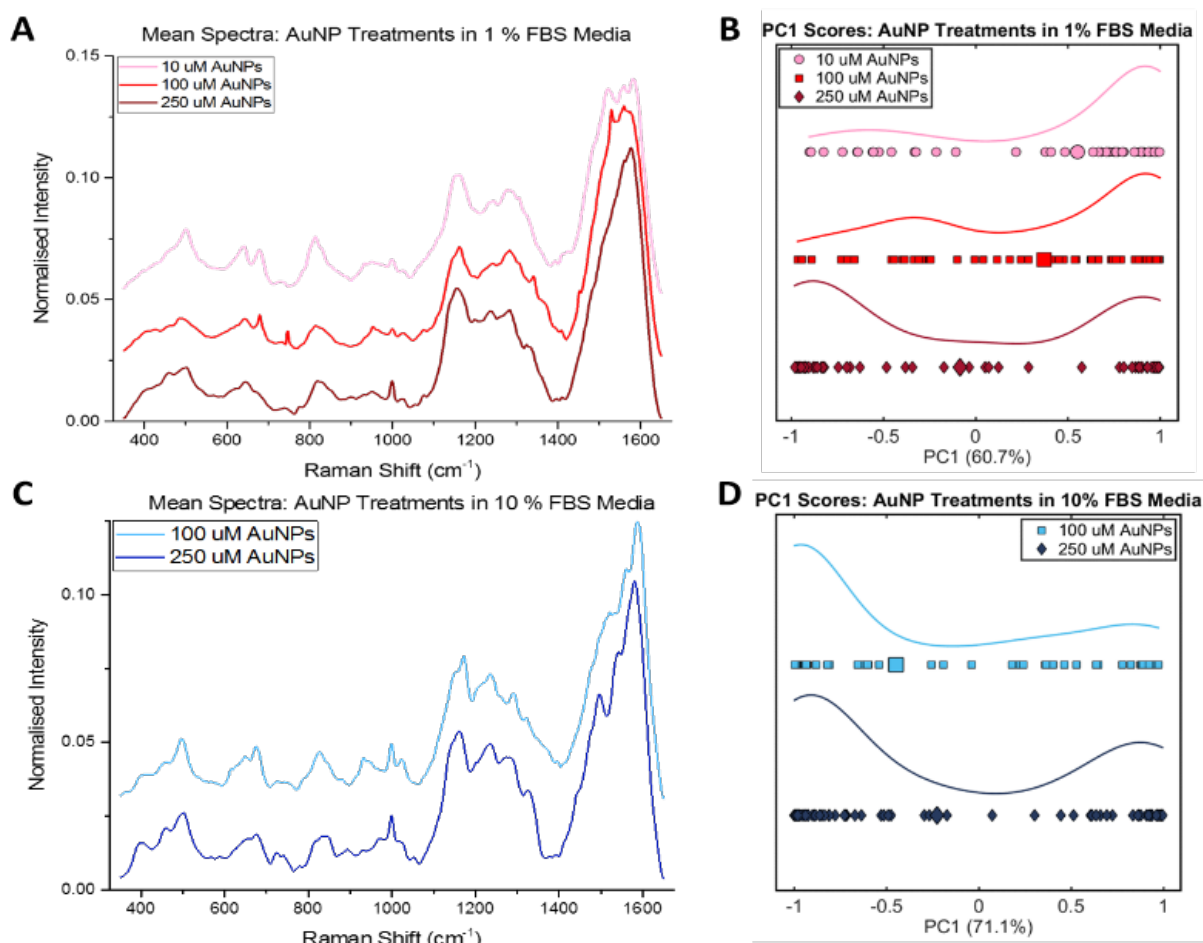 A
Mean Spectra: AuNP Treatments in 1 % FBS Media
0.15
10 uM AuNPs
100 uM AuNPs
250 uM AuNPs
0.10
0.05
0.00
Normalised Intensity
400 600 800 1000 1200 1400 1600
Raman Shift (cm⁻¹)
B
PC1 Scores: AuNP Treatments in 1% FBS Media
10 uM AuNPs
100 uM AuNPs
250 uM AuNPs
-1 -0.5 0 0.5 1
PC1 (60.7%)
C
Mean Spectra: AuNP Treatments in 10 % FBS Media
100 uM AuNPs
250 uM AuNPs
0.10
0.05
0.00
Normalised Intensity
400 600 800 1000 1200 1400 1600
Raman Shift (cm⁻¹)
D
PC1 Scores: AuNP Treatments in 10% FBS Media
100 uM AuNPs
250 uM AuNPs
-1 -0.5 0 0.5 1
PC1 (71.1%)